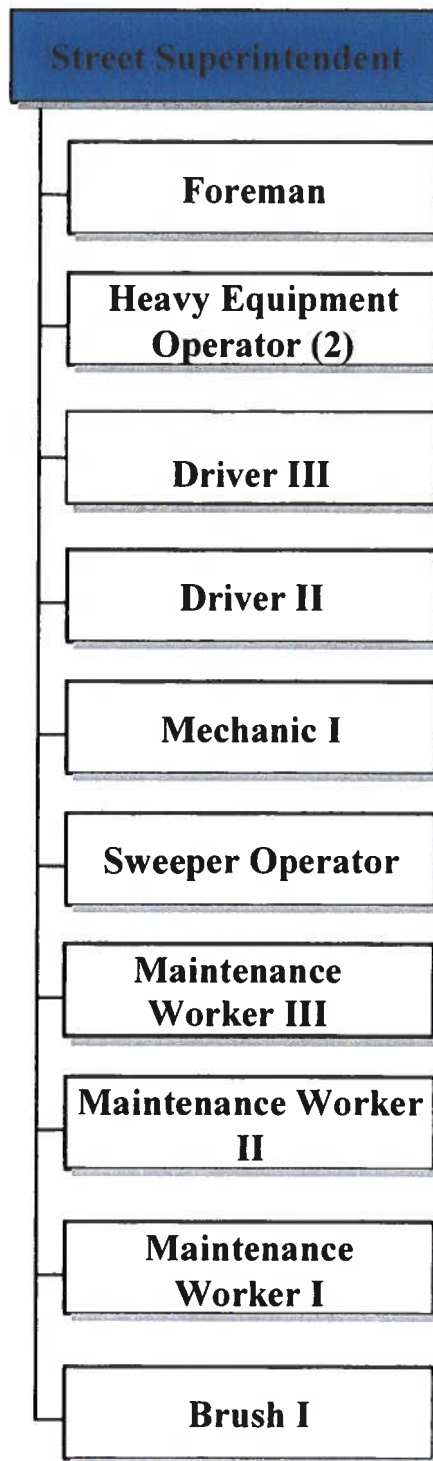 Street Superintendent
Foreman
Heavy Equipment
Operator (2)
Driver III
Driver II
Mechanic I
Sweeper Operator
Maintenance
Worker III
Maintenance Worker
II
Maintenance
Worker I
Brush I